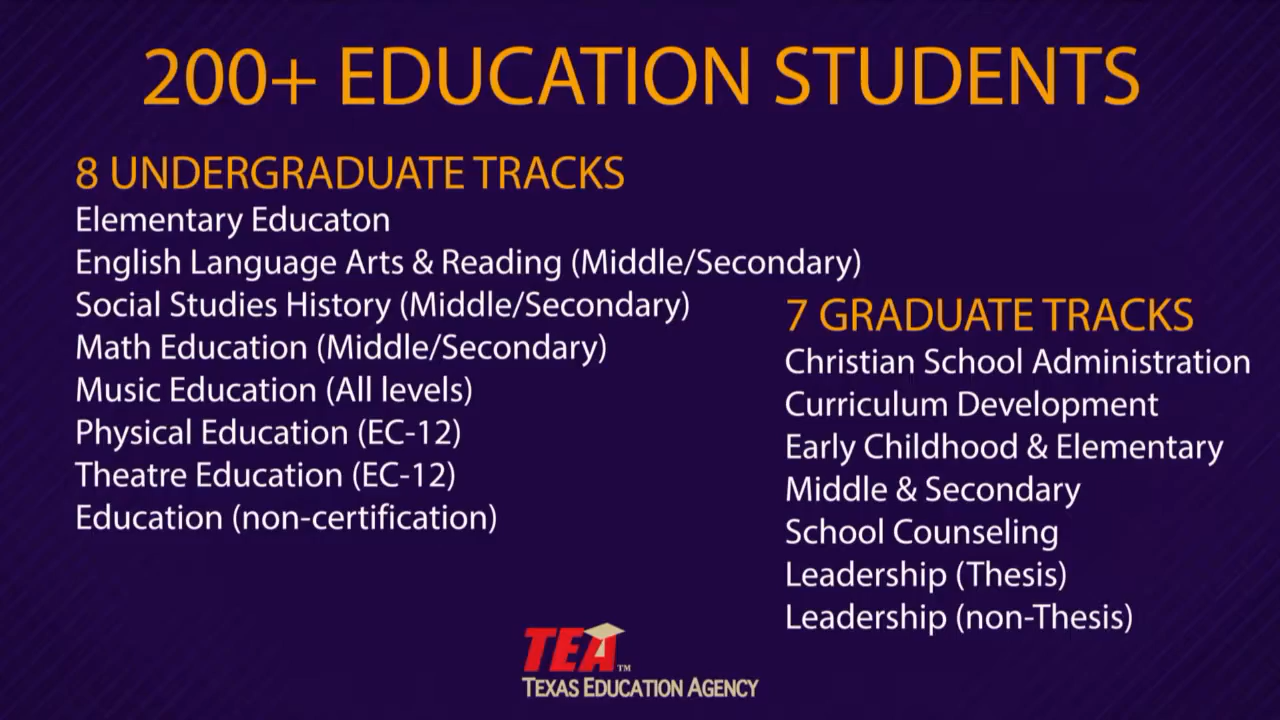 200+ EDUCATION STUDENTS
8 UNDERGRADUATE TRACKS
Elementary Educaton
English Language Arts & Reading (Middle/Secondary)
Social Studies History (Middle/Secondary)
Math Education (Middle/Secondary)
Music Education (All levels)
Physical Education (EC-12)
Theatre Education (EC-12)
Education (non-certification)
7 GRADUATE TRACKS
Christian School Administration
Curriculum Development
Early Childhood & Elementary
Middle & Secondary
School Counseling
Leadership (Thesis)
Leadership (non-Thesis)
TEA™
TEXAS EDUCATION AGENCY